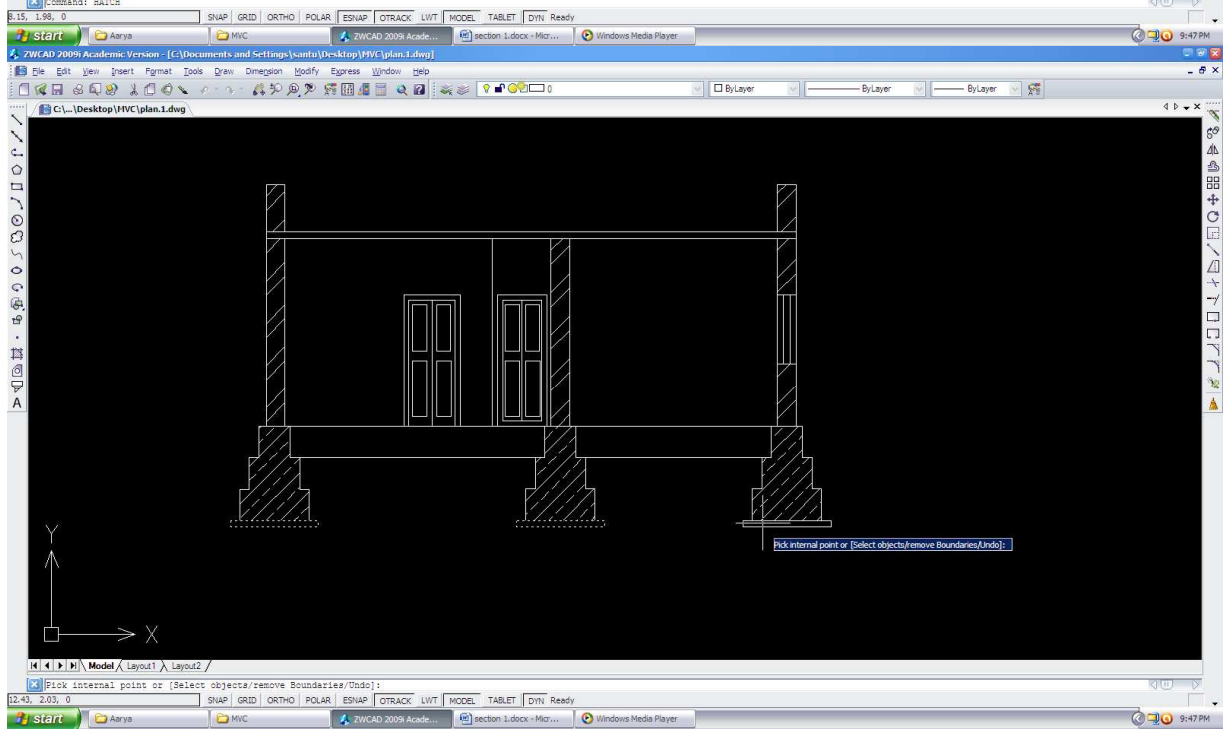 Command: HATCH
8.15, 1.98, 0 SNAP GRID ORTHO POLAR ESNAP OTRACK LWT MODEL TABLET DYN Ready
start Aarya MVC ZWCAD 2009i Acade... section 1.docx - Micr... Windows Media Player 9:47 PM
ZWCAD 2009i Academic Version - [C:\Documents and Settings\santu\Desktop\MVC\plan.1.dwg]
File Edit View Insert Format Tools Draw Dimension Modify Express Window Help
0 ByLayer ByLayer ByLayer
C:\...\Desktop\MVC\plan.1.dwg
A
Pick internal point or [Select objects/remove Boundaries/Undo]:
Y
X
Model Layout1 Layout2
Pick internal point or [Select objects/remove Boundaries/Undo]:
12.43, 2.03, 0 SNAP GRID ORTHO POLAR ESNAP OTRACK LWT MODEL TABLET DYN Ready
start Aarya MVC ZWCAD 2009i Acade... section 1.docx - Micr... Windows Media Player 9:47 PM